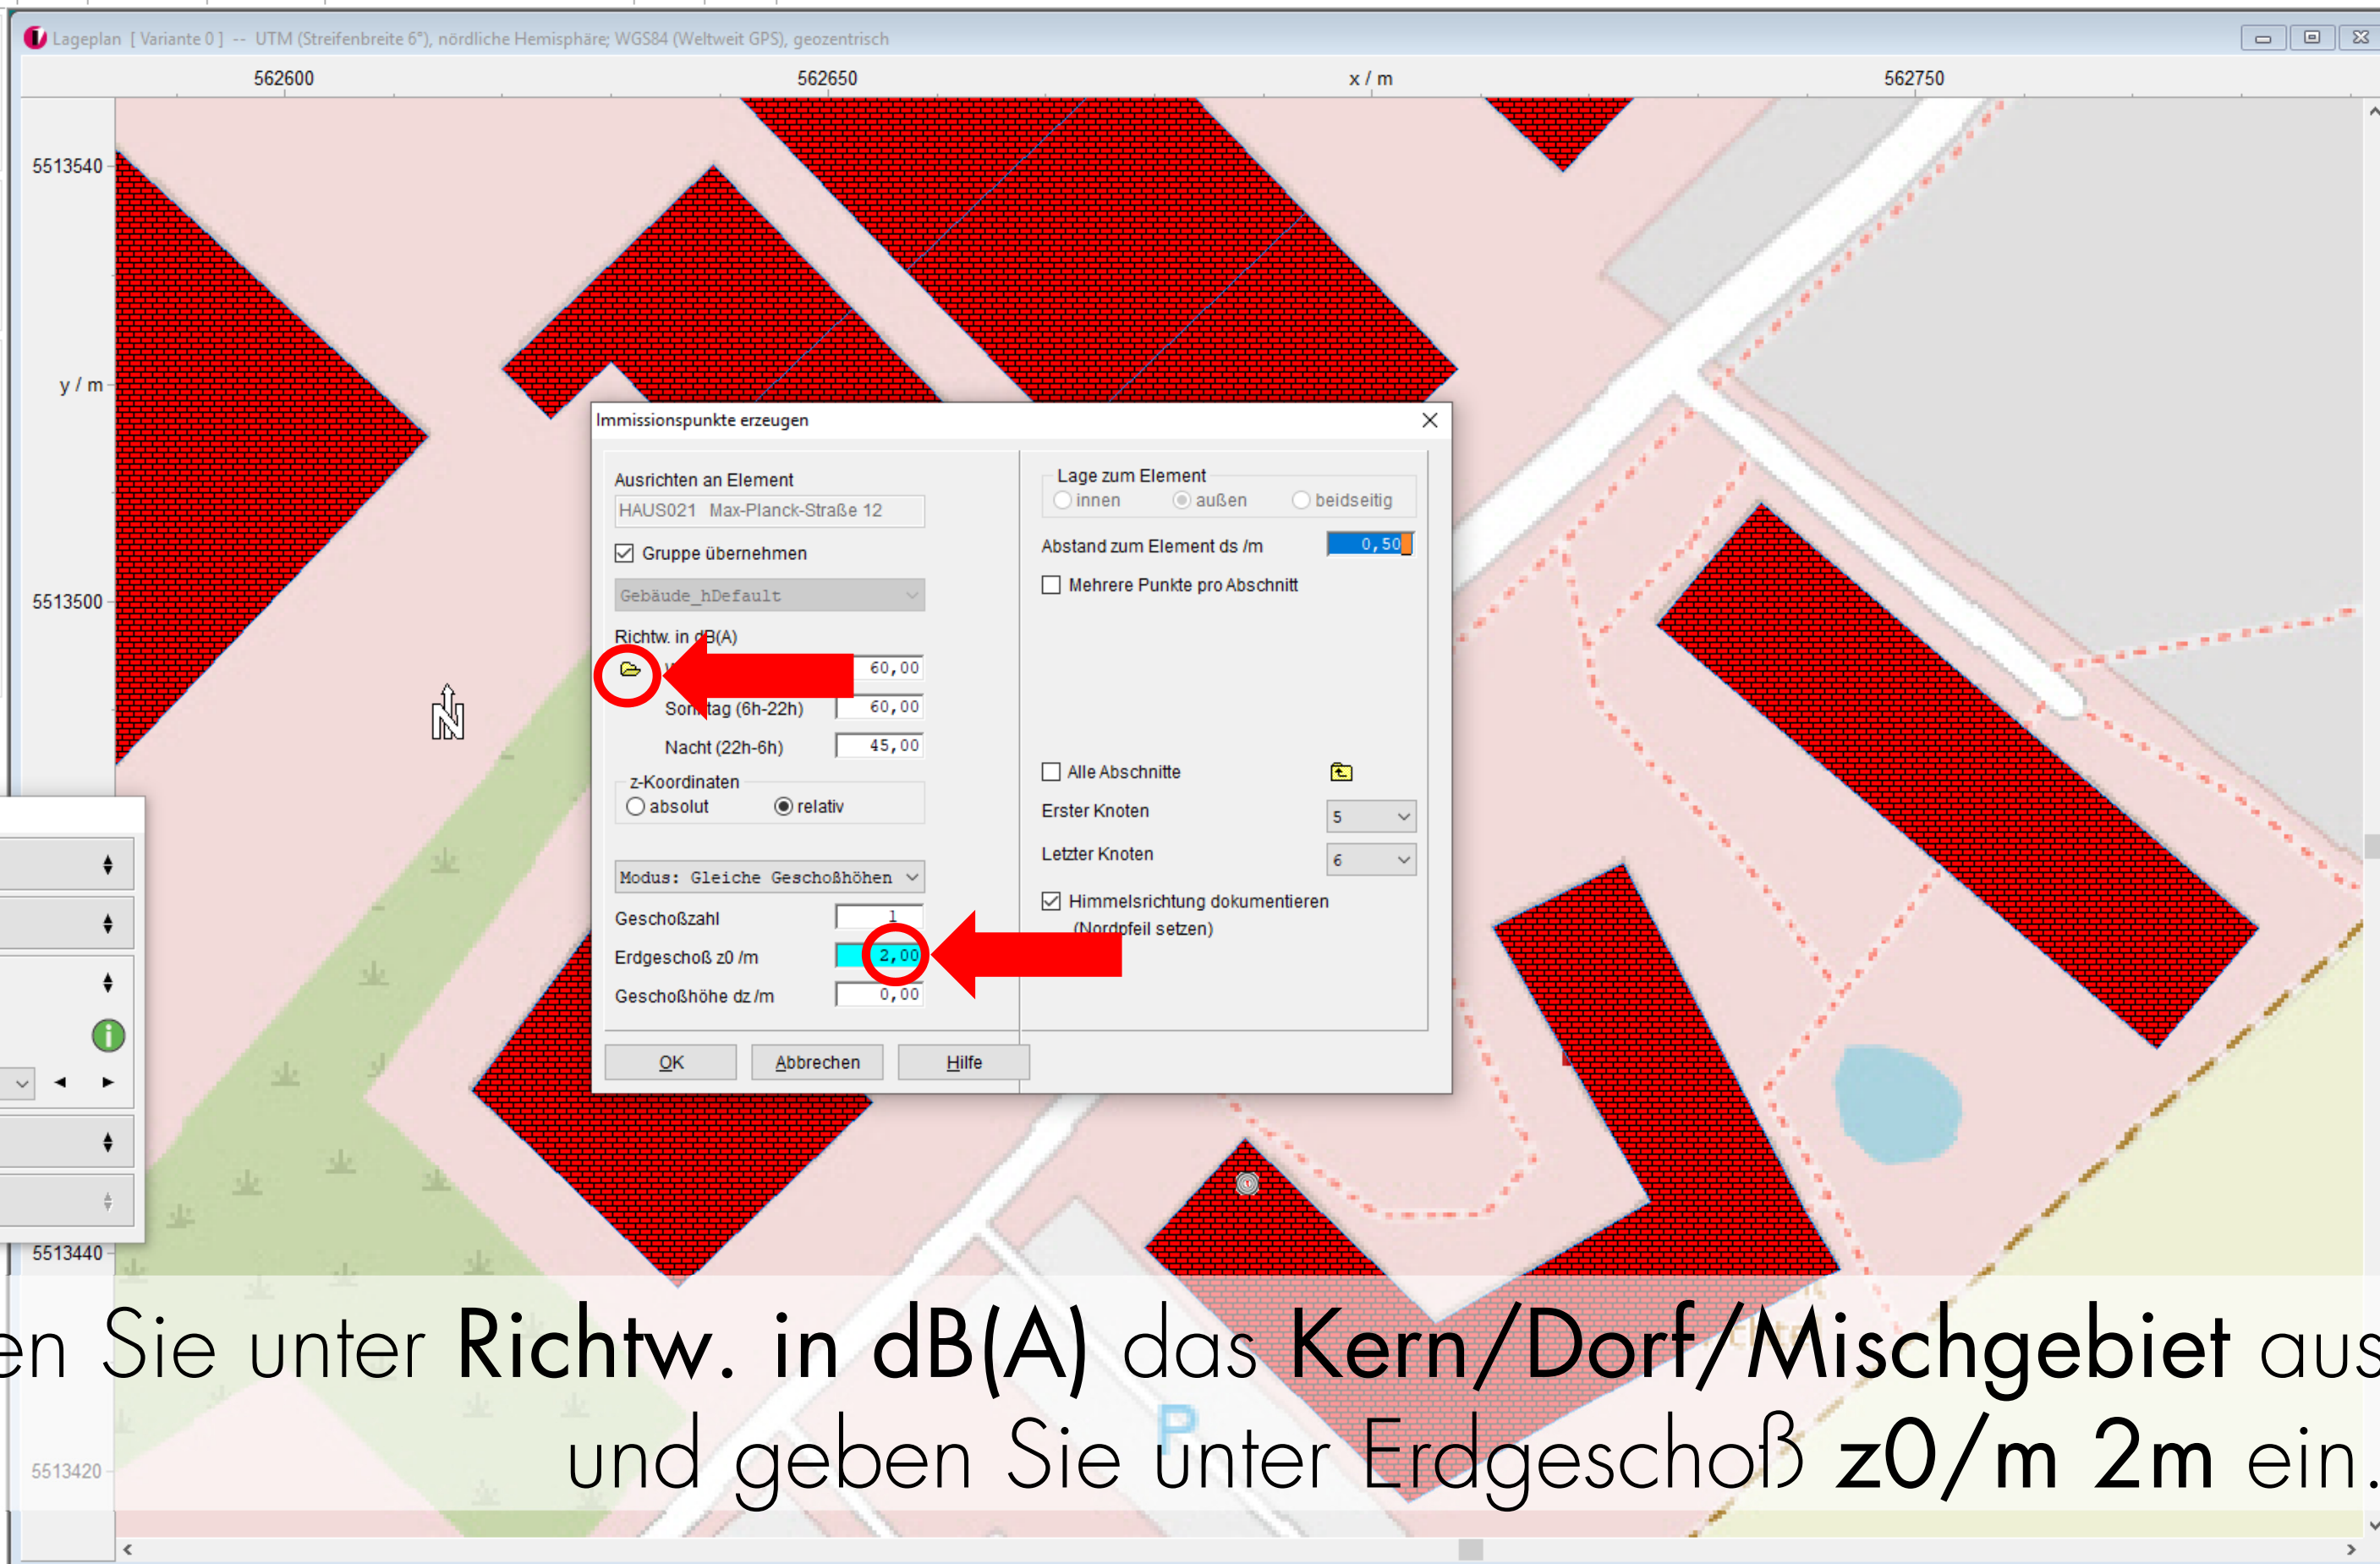 Lageplan [ Variante 0 ] -- UTM (Streifenbreite 6°), nördliche Hemisphäre; WGS84 (Weltweit GPS), geozentrisch
562600
562650
x / m
562750
5513540
y / m
5513500
5513440
5513420
N
Immissionspunkte erzeugen
Ausrichten an Element
HAUS021 Max-Planck-Straße 12
Gruppe übernehmen
Gebäude_hDefault
Richtw. in dB(A)
60,00
Sonntag (6h-22h) 60,00
Nacht (22h-6h) 45,00
z-Koordinaten
absolut relativ
Modus: Gleiche Geschoßhöhen
Geschoßzahl 1
Erdgeschoß z0 /m 2,00
Geschoßhöhe dz /m 0,00
OK Abbrechen Hilfe
Lage zum Element
innen außen beidseitig
Abstand zum Element ds /m 0,50
Mehrere Punkte pro Abschnitt
Alle Abschnitte
Erster Knoten 5
Letzter Knoten 6
Himmelsrichtung dokumentieren
(Nordpfeil setzen)
P
en Sie unter Richtw. in dB(A) das Kern/Dorf/Mischgebiet aus
und geben Sie unter Erdgeschoß z0/m 2m ein.